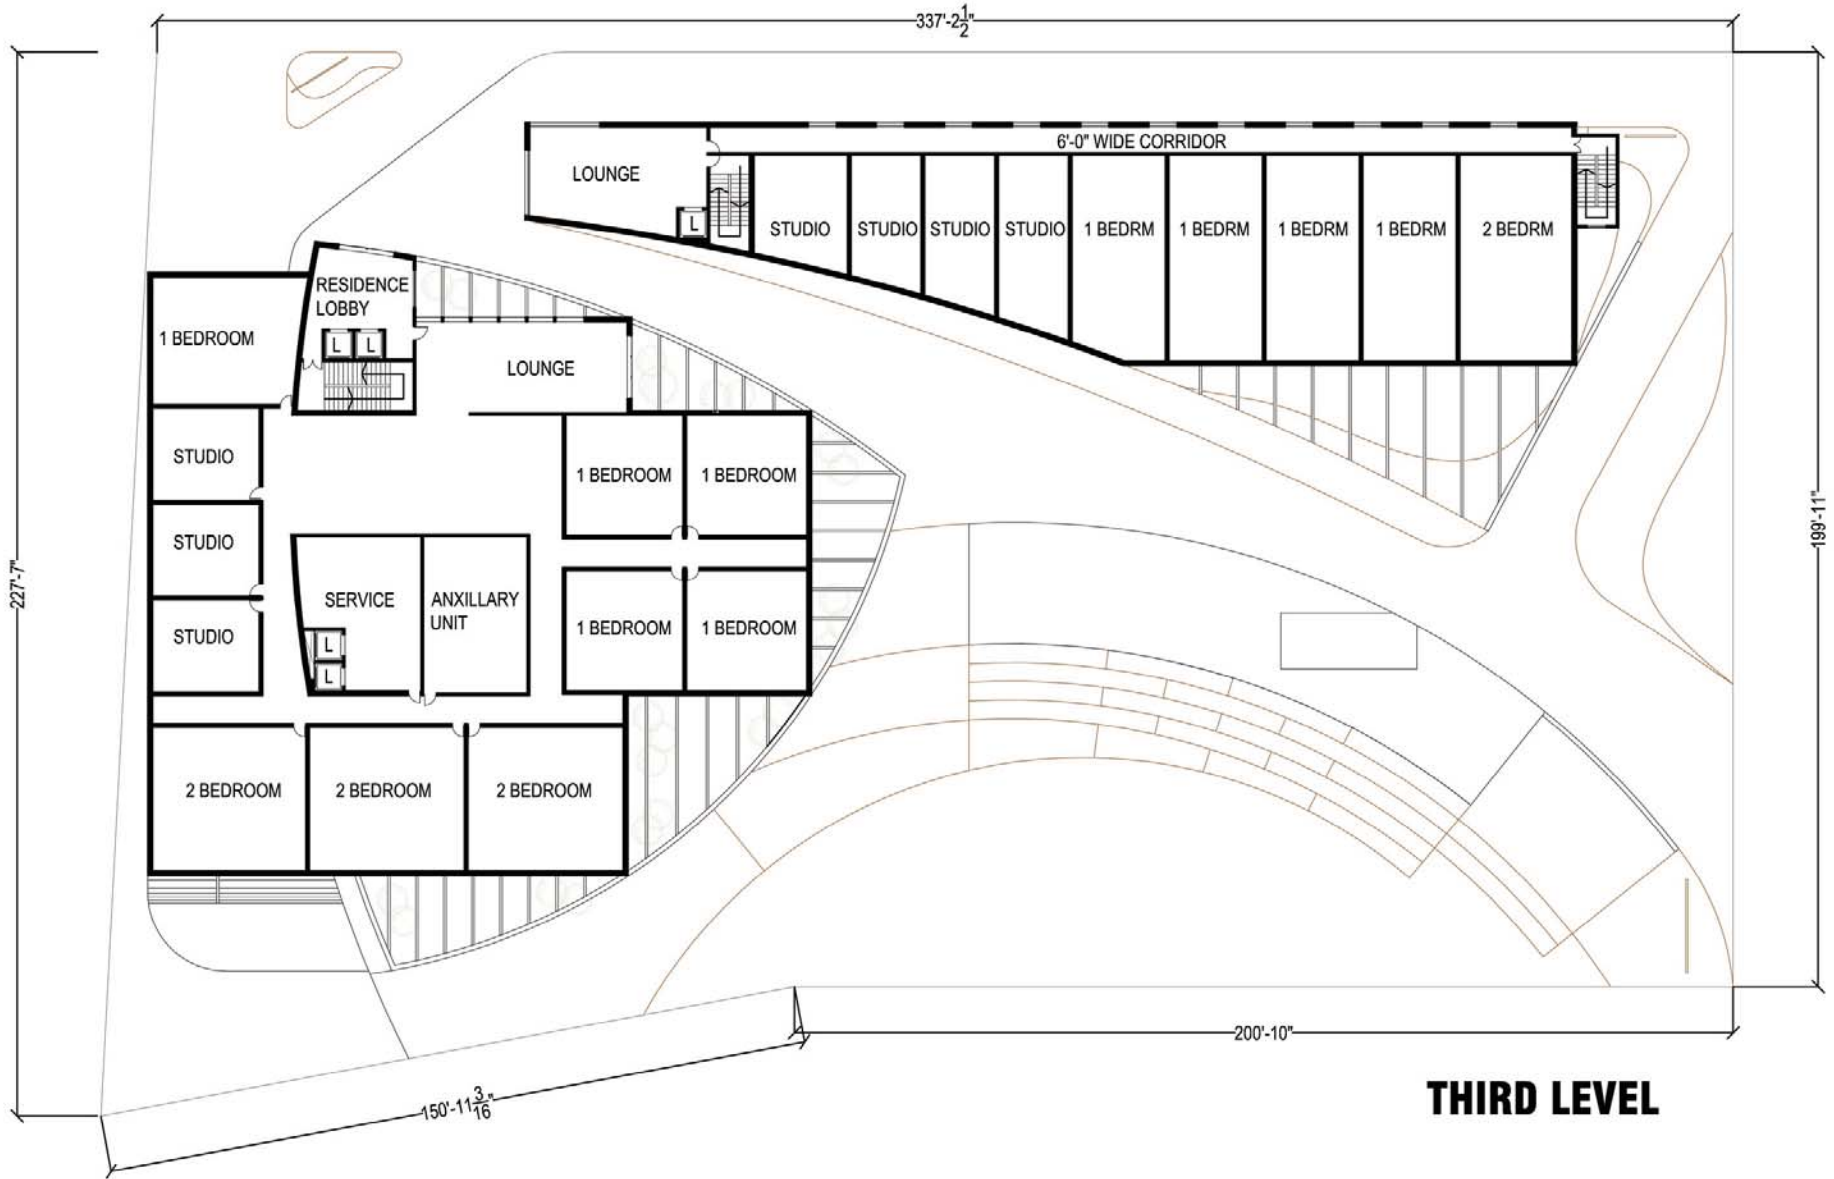 337'-2 1/2"
6'-0" WIDE CORRIDOR
LOUNGE
L
STUDIO
STUDIO
STUDIO
STUDIO
1 BEDRM
1 BEDRM
1 BEDRM
1 BEDRM
2 BEDRM
RESIDENCE
LOBBY
L
L
1 BEDROOM
LOUNGE
STUDIO
1 BEDROOM
1 BEDROOM
STUDIO
SERVICE
ANXILLARY
UNIT
STUDIO
L
L
1 BEDROOM
1 BEDROOM
2 BEDROOM
2 BEDROOM
2 BEDROOM
227'-7"
199'-11"
200'-10"
150'-11 3/16"
THIRD LEVEL